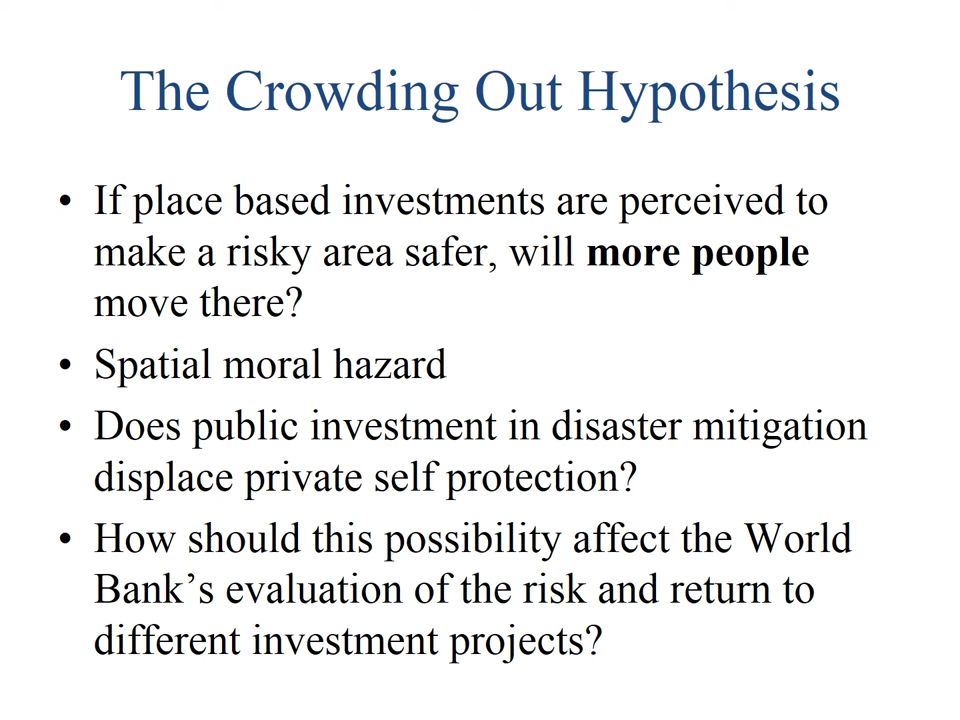 The Crowding Out Hypothesis
• If place based investments are perceived to
make a risky area safer, will more people
move there?
• Spatial moral hazard
• Does public investment in disaster mitigation
displace private self protection?
• How should this possibility affect the World
Bank’s evaluation of the risk and return to
different investment projects?